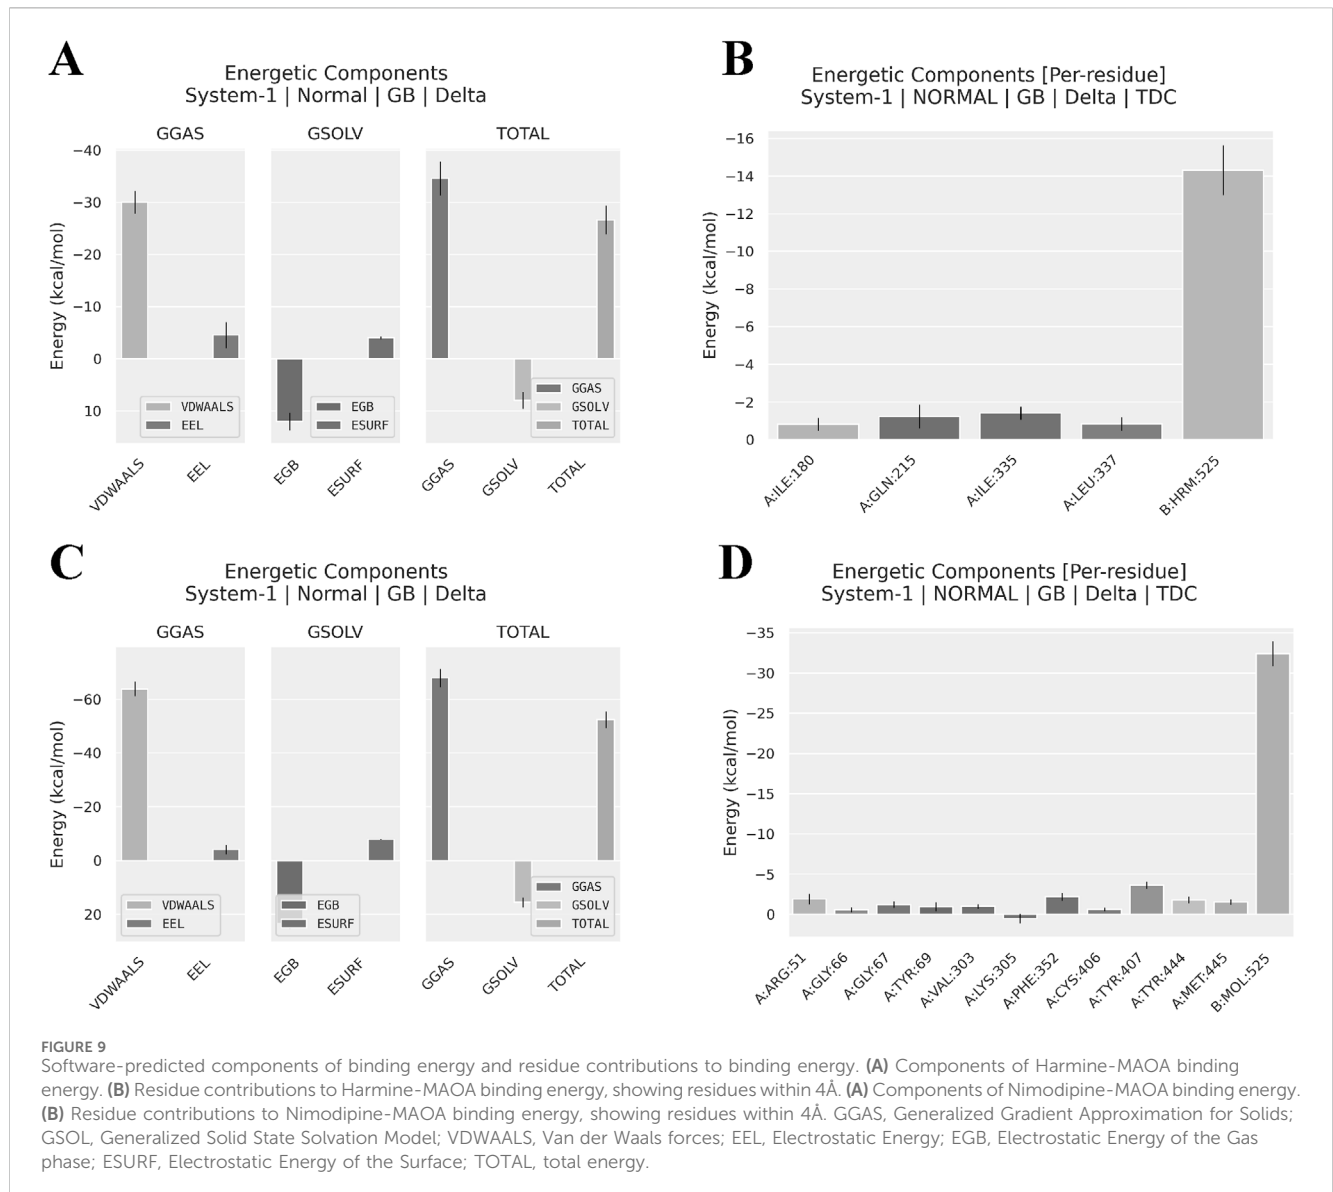 A
Energetic Components
System-1 | Normal | GB | Delta
GGAS
GSOLV
TOTAL
Energy (kcal/mol)
−40
−30
−20
−10
0
10
VDWAALS
EEL
EGB
ESURF
GGAS
GSOLV
TOTAL
VDWAALS
EEL
EGB
ESURF
GGAS
GSOLV
TOTAL
B
Energetic Components [Per-residue]
System-1 | NORMAL | GB | Delta | TDC
Energy (kcal/mol)
−16
−14
−12
−10
−8
−6
−4
−2
0
A:ILE:180
A:GLN:215
A:ILE:335
A:LEU:337
B:HRM:525
C
Energetic Components
System-1 | Normal | GB | Delta
GGAS
GSOLV
TOTAL
Energy (kcal/mol)
−60
−40
−20
0
20
VDWAALS
EEL
EGB
ESURF
GGAS
GSOLV
TOTAL
VDWAALS
EEL
EGB
ESURF
GGAS
GSOLV
TOTAL
D
Energetic Components [Per-residue]
System-1 | NORMAL | GB | Delta | TDC
Energy (kcal/mol)
−35
−30
−25
−20
−15
−10
−5
0
A:ARG:51
A:GLY:66
A:GLY:67
A:TYR:69
A:VAL:303
A:LYS:305
A:PHE:352
A:CYS:406
A:TYR:407
A:TYR:444
A:MET:445
B:MOL:525
FIGURE 9
Software-predicted components of binding energy and residue contributions to binding energy. (A) Components of Harmine-MAOA binding
energy. (B) Residue contributions to Harmine-MAOA binding energy, showing residues within 4Å. (A) Components of Nimodipine-MAOA binding energy.
(B) Residue contributions to Nimodipine-MAOA binding energy, showing residues within 4Å. GGAS, Generalized Gradient Approximation for Solids;
GSOL, Generalized Solid State Solvation Model; VDWAALS, Van der Waals forces; EEL, Electrostatic Energy; EGB, Electrostatic Energy of the Gas
phase; ESURF, Electrostatic Energy of the Surface; TOTAL, total energy.